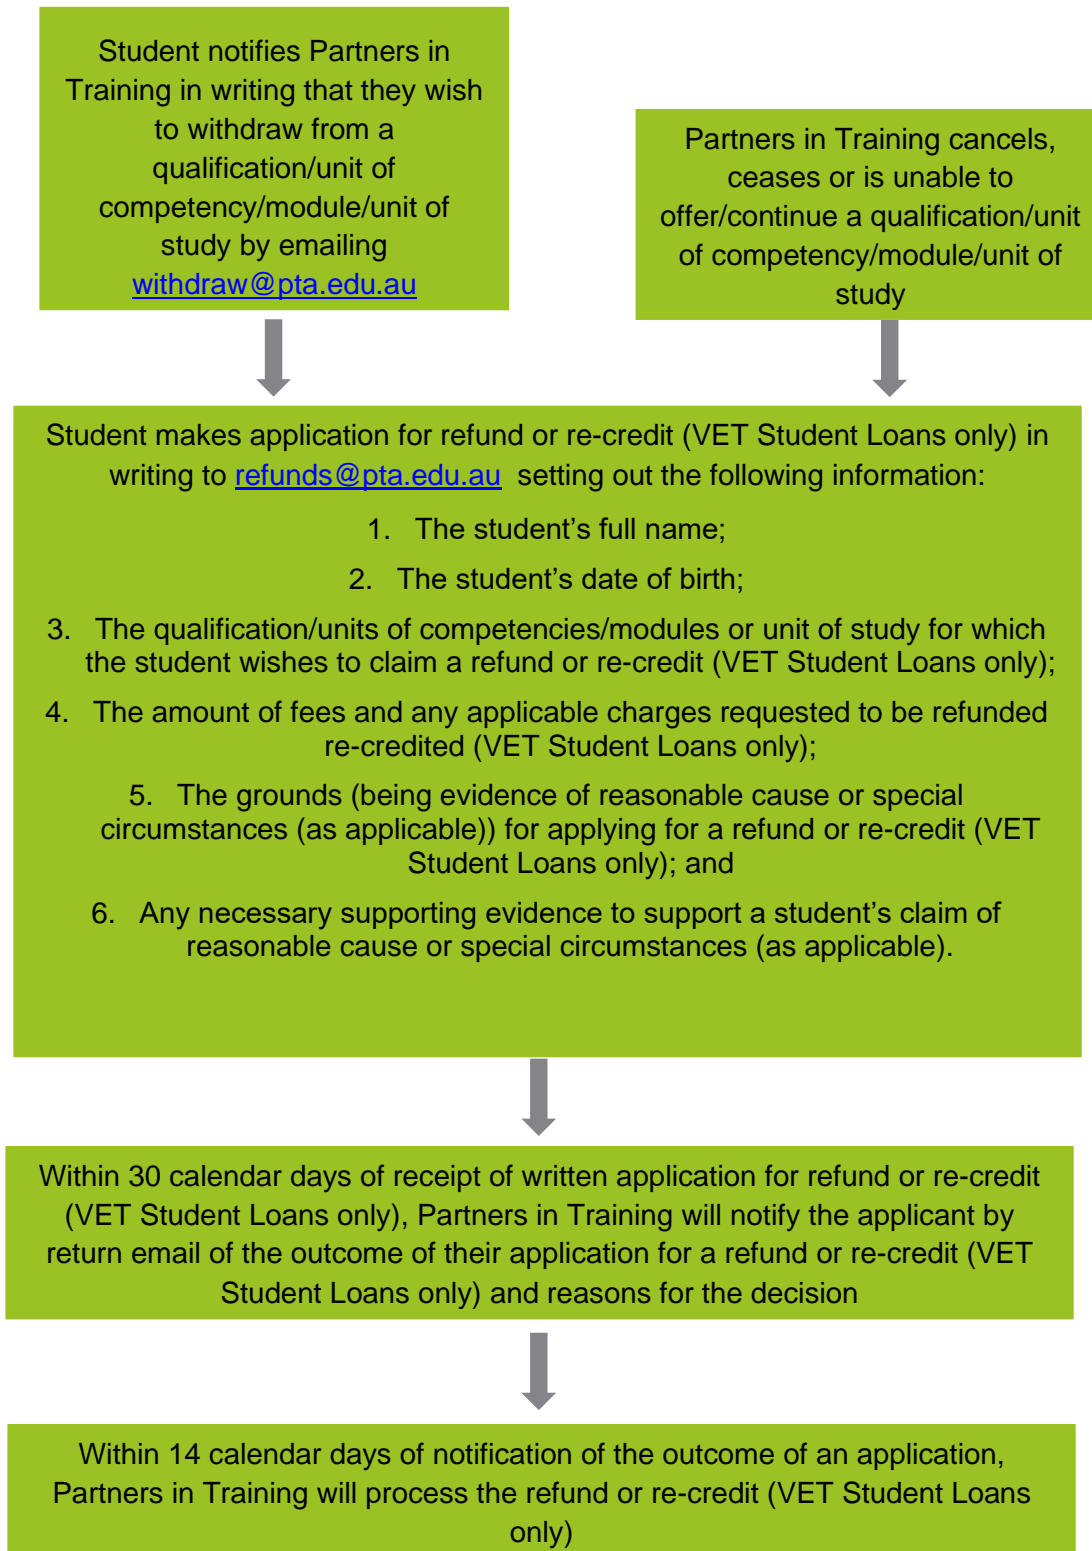 Student notifies Partners in
Training in writing that they wish
to withdraw from a
qualification/unit of
competency/module/unit of
study by emailing
withdraw@pta.edu.au
Partners in Training cancels,
ceases or is unable to
offer/continue a qualification/unit
of competency/module/unit of
study
Student makes application for refund or re-credit (VET Student Loans only) in
writing to refunds@pta.edu.au setting out the following information:
1. The student’s full name;
2. The student’s date of birth;
3. The qualification/units of competencies/modules or unit of study for which
the student wishes to claim a refund or re-credit (VET Student Loans only);
4. The amount of fees and any applicable charges requested to be refunded
re-credited (VET Student Loans only);
5. The grounds (being evidence of reasonable cause or special
circumstances (as applicable)) for applying for a refund or re-credit (VET
Student Loans only); and
6. Any necessary supporting evidence to support a student’s claim of
reasonable cause or special circumstances (as applicable).
Within 30 calendar days of receipt of written application for refund or re-credit
(VET Student Loans only), Partners in Training will notify the applicant by
return email of the outcome of their application for a refund or re-credit (VET
Student Loans only) and reasons for the decision
Within 14 calendar days of notification of the outcome of an application,
Partners in Training will process the refund or re-credit (VET Student Loans
only)